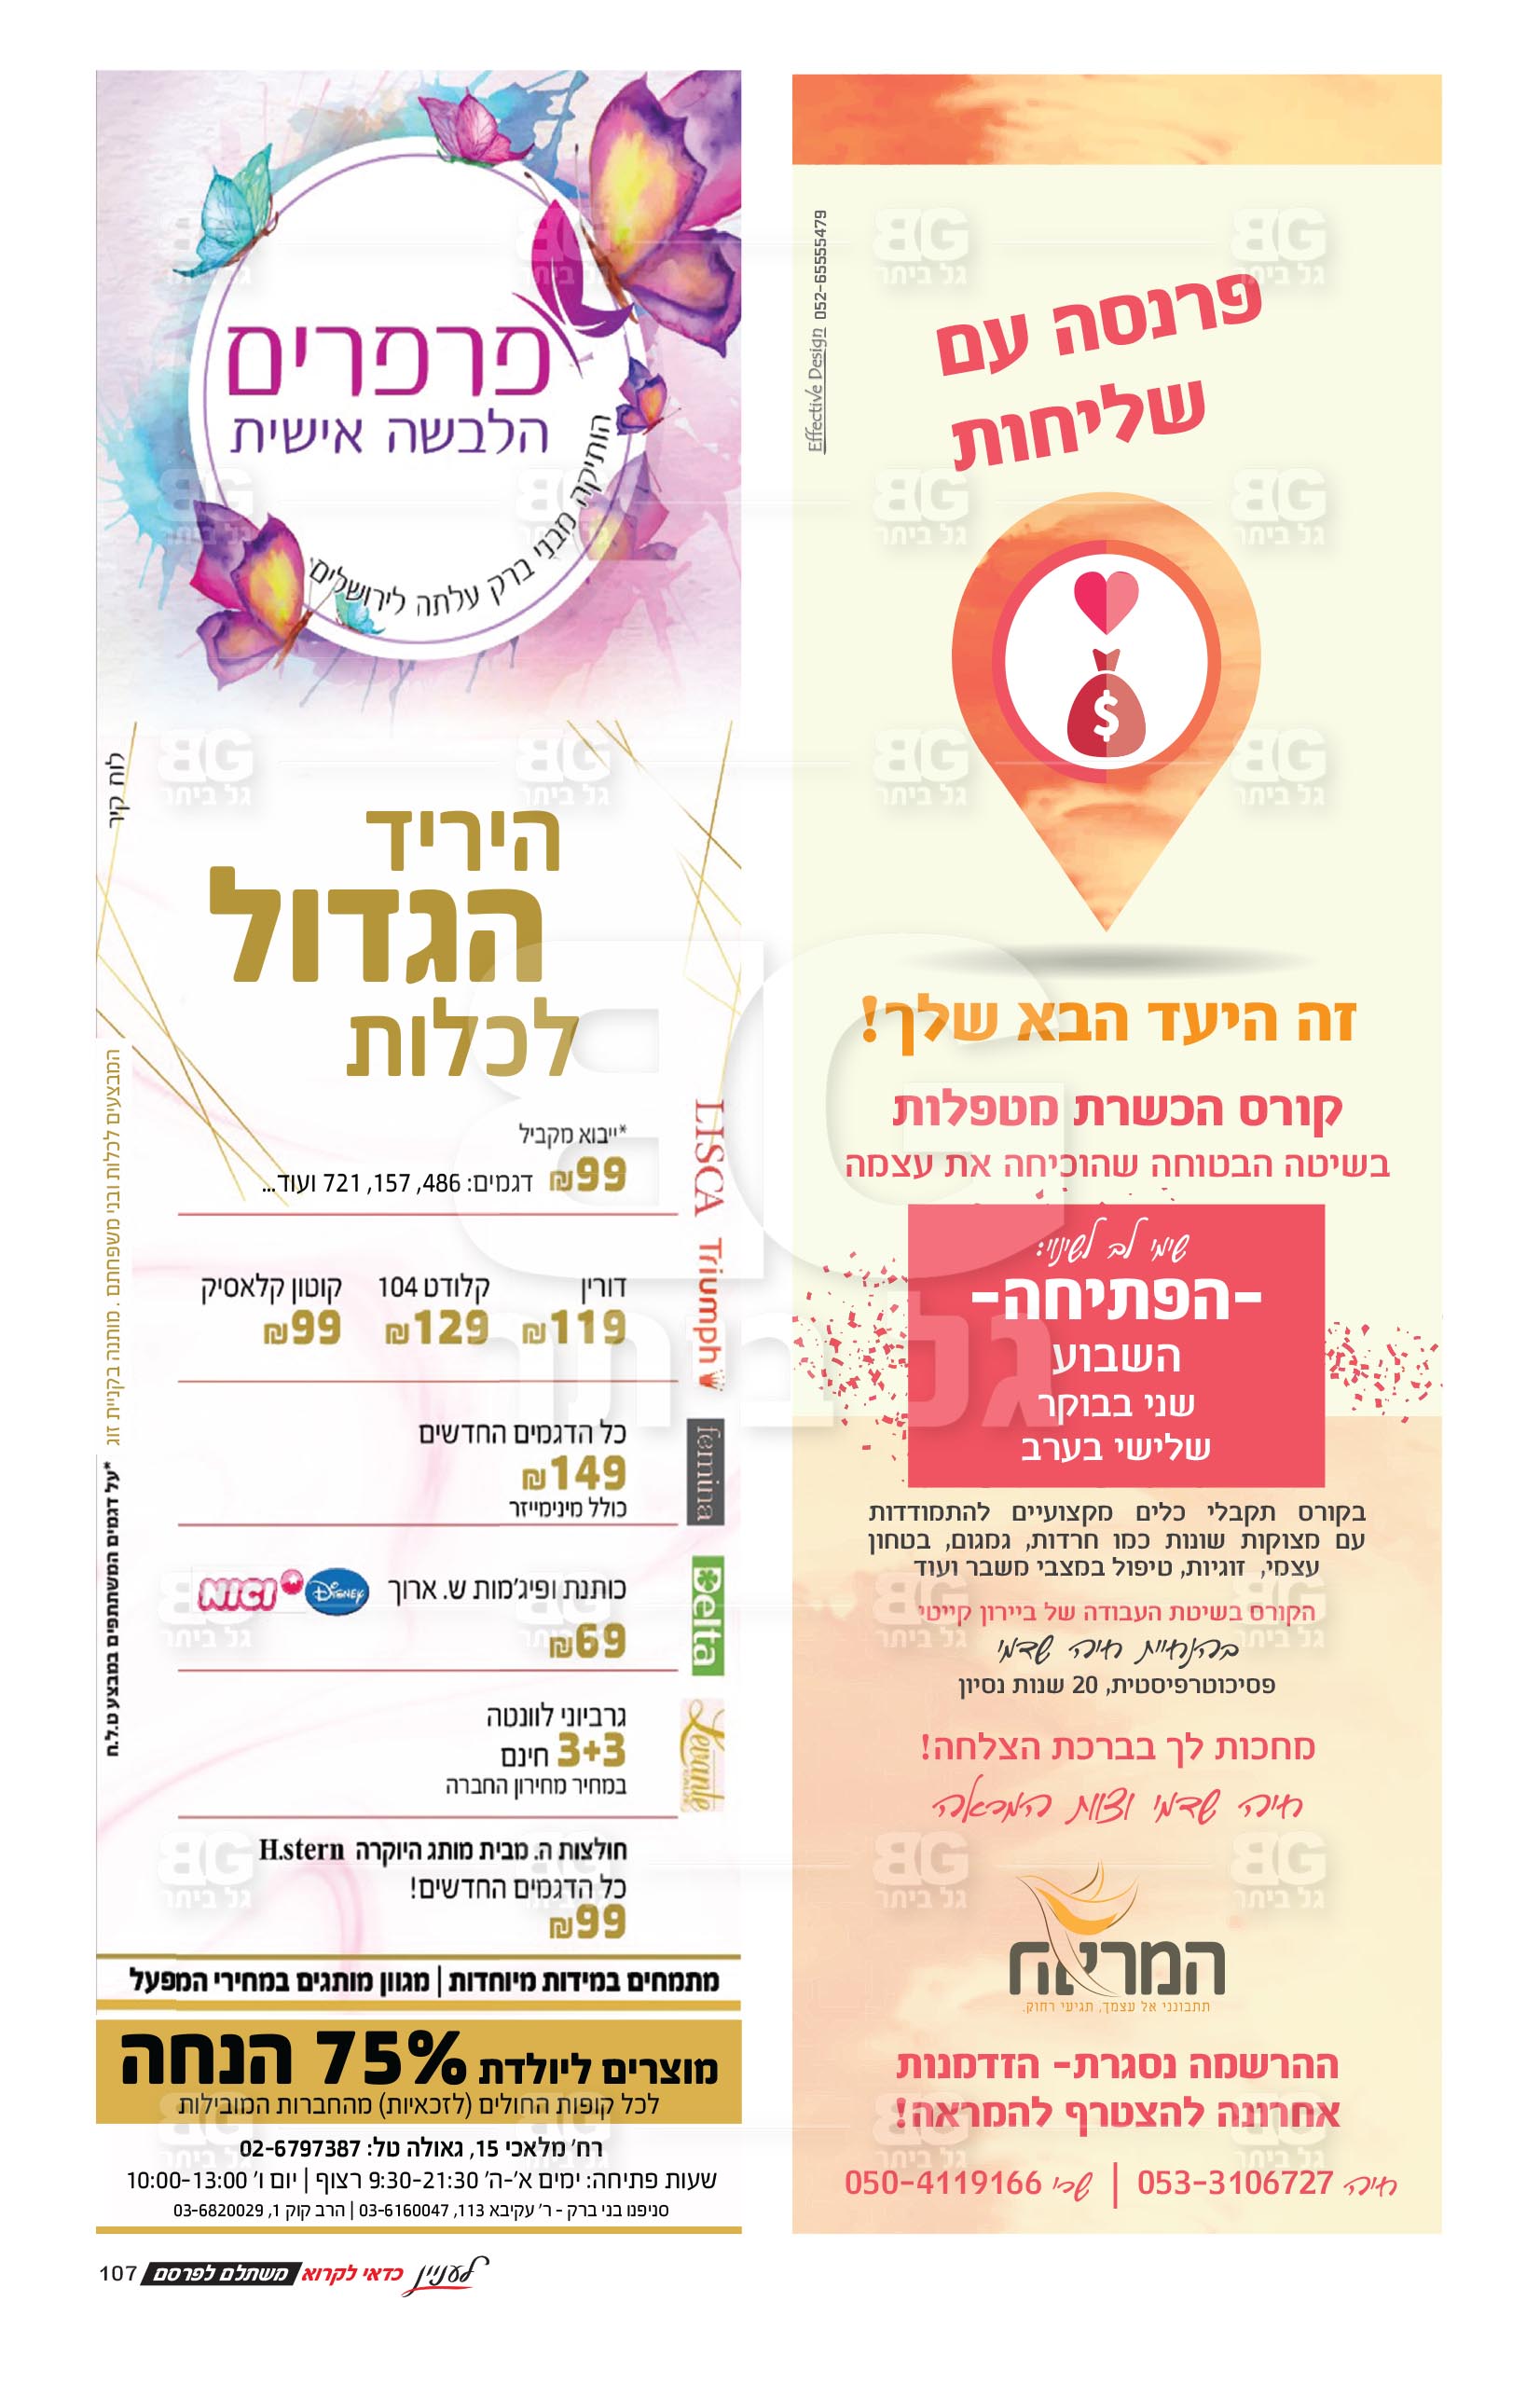 פרנסה עם
שליחות
Effective Design 052-65555479
זה היעד הבא שלך!
קורס הכשרת מטפלות
בשיטה הבטוחה שהוכיחה את עצמה
שימי לב לשינוי:
-הפתיחה-
השבוע
שני בבוקר
שלישי בערב
בקורס תקבלי כלים מקצועיים להתמודדות
עם מצוקות שונות כמו חרדות, גמגום, בטחון
עצמי, זוגיות, טיפול במצבי משבר ועוד
הקורס בשיטת העבודה של ביירון קייטי
בהנחיית חיה שדמי
פסיכוטרפיסטית, 20 שנות נסיון
מחכות לך בברכת הצלחה!
חיה שדמי וצוות המראה
תתבונני אל עצמך, תגיעי רחוק.
ההרשמה נסגרת- הזדמנות
אחרונה להצטרף להמראה!
חיה 053-3106727 | שרי 050-4119166
פרפרים
הלבשה אישית
הותיקה מבני ברק עלתה לירושלים
לוח קיר
היריד
הגדול
לכלות
LISCA
*ייבוא מקביל
99₪ דגמים: 486, 157, 721 ועוד...
Triumph
דורין
119₪
קלודט 104
129₪
קוטון קלאסיק
99₪
femina
כל הדגמים החדשים
149₪
כולל מינימייזר
Delta
כותנת ופיג'מות ש. ארוך
Disney NICI
69₪
Levante
גרביוני לוונטה
3+3 חינם
במחיר מחירון החברה
חולצות ה. מבית מותג היוקרה H.stern
כל הדגמים החדשים!
99₪
המבצעים לכלות ובני משפחתם. מותנה בקניית זוג
*על דגמים המשתתפים במבצע ט.ל.ח
מתמחים במידות מיוחדות | מגוון מותגים במחירי המפעל
מוצרים ליולדת 75% הנחה
לכל קופות החולים (לזכאיות) מהחברות המובילות
רח' מלאכי 15, גאולה טל: 02-6797387
שעות פתיחה: ימים א'-ה' 9:30-21:30 רצוף | יום ו' 10:00-13:00
סניפנו בני ברק - ר' עקיבא 113, 03-6160047 | הרב קוק 1, 03-6820029
לעניין כדאי לקרוא משתלם לפרסם 107
BG
גל ביתר